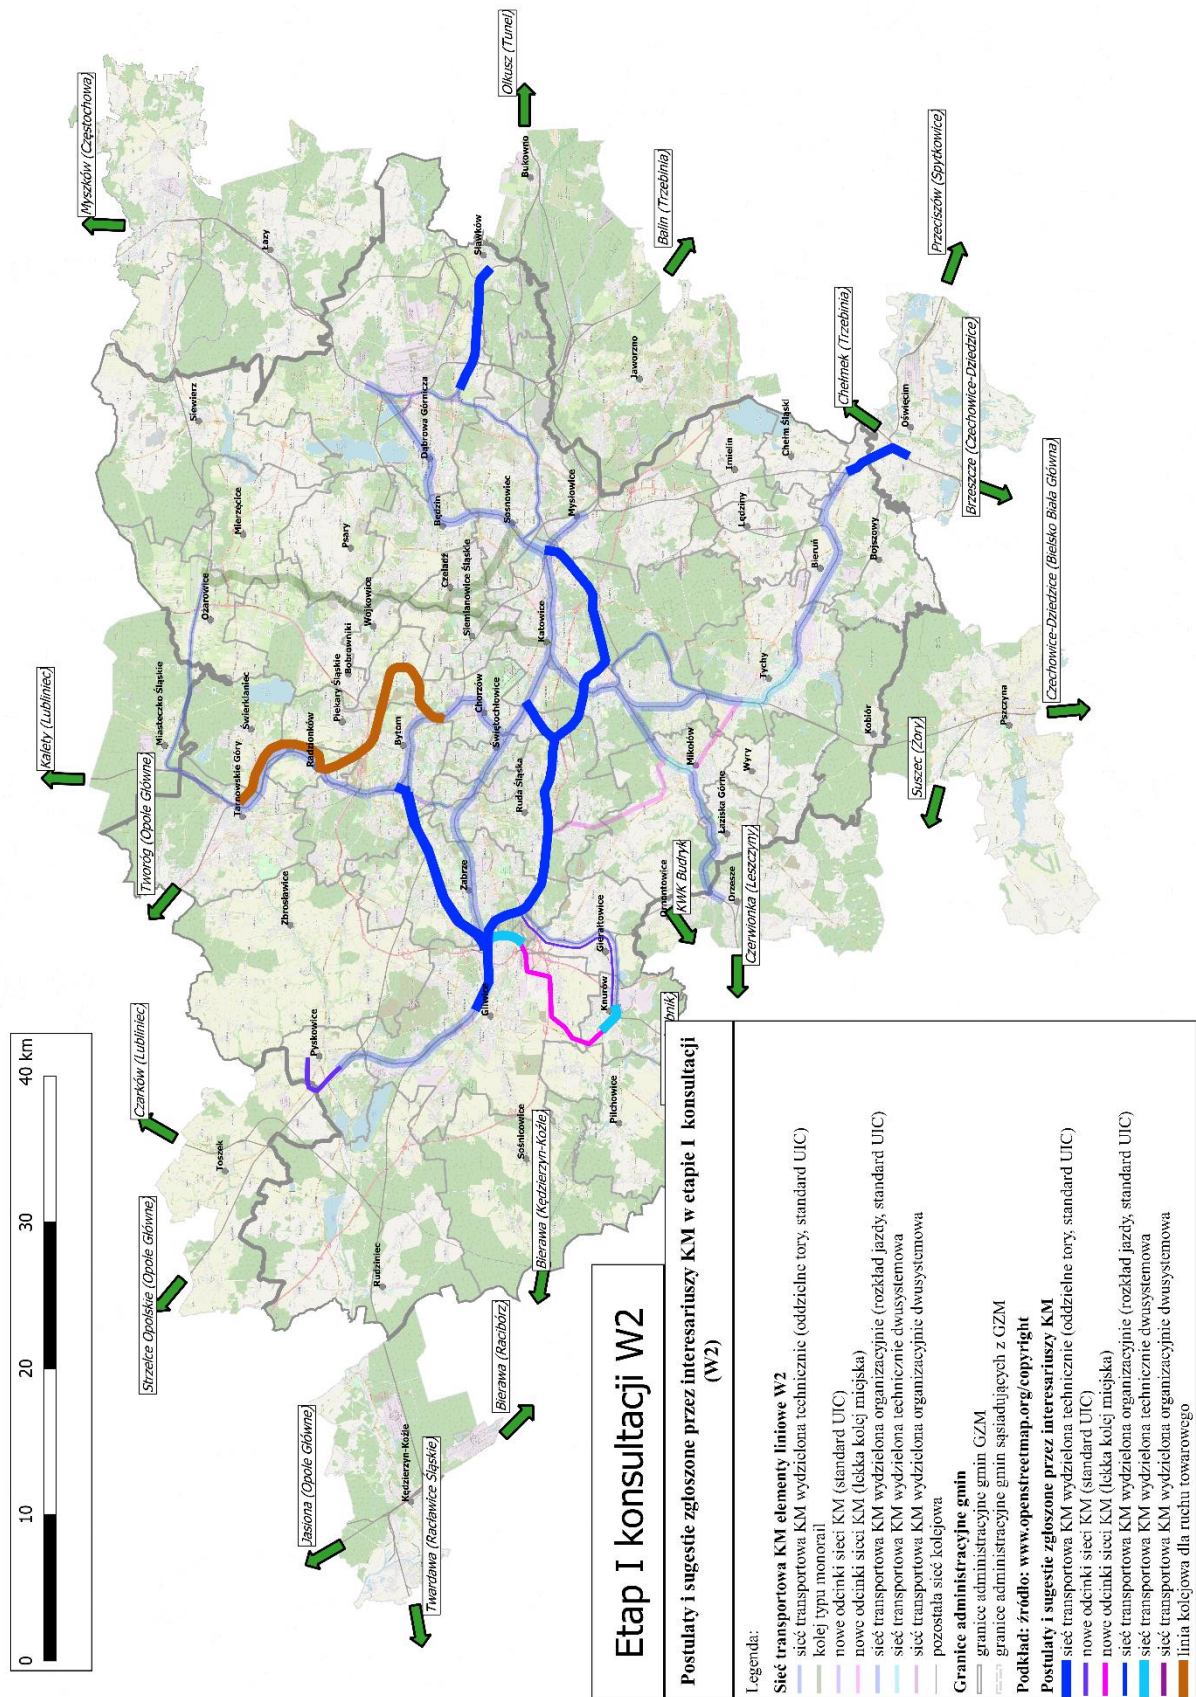 0 10 20 30 40 km
Etap I konsultacji W2
Postulaty i sugestie zgłoszone przez interesariuszy KM w etapie I konsultacji
(W2)
Legenda:
Sieć transportowa KM elementy liniowe W2
sieć transportowa KM wydzielona technicznie (oddzielne tory, standard UIC)
kolej typu monorail
nowe odcinki sieci KM (standard UIC)
nowe odcinki sieci KM (lekka kolej miejska)
sieć transportowa KM wydzielona organizacyjnie (rozkład jazdy, standard UIC)
sieć transportowa KM wydzielona technicznie dwusystemowa
sieć transportowa KM wydzielona organizacyjnie dwusystemowa
pozostała sieć kolejowa
Granice administracyjne gmin
granice administracyjne gmin GZM
granice administracyjne gmin sąsiadujących z GZM
Podkład: źródło: www.openstreetmap.org/copyright
Postulaty i sugestie zgłoszone przez interesariuszy KM
sieć transportowa KM wydzielona technicznie (oddzielne tory, standard UIC)
nowe odcinki sieci KM (standard UIC)
nowe odcinki sieci KM (lekka kolej miejska)
sieć transportowa KM wydzielona organizacyjnie (rozkład jazdy, standard UIC)
sieć transportowa KM wydzielona technicznie dwusystemowa
sieć transportowa KM wydzielona organizacyjnie dwusystemowa
linia kolejowa dla ruchu towarowego
Kalety (Lubliniec)
Myszków (Częstochowa)
Tworóg (Opole Główne)
Czarków (Lubliniec)
Strzelce Opolskie (Opole Główne)
Jasiona (Opole Główne)
Twardawa (Racławice Śląskie)
Bierawa (Racibórz)
Bierawa (Kędzierzyn-Koźle)
Czerwionka (Leszczyny)
KWK Budryk
Suszec (Żory)
Czechowice-Dziedzice (Bielsko Biała Główna)
Brzeszcze (Czechowice-Dziedzice)
Chełmek (Trzebinia)
Przeciszów (Spytkowice)
Balin (Trzebinia)
Olkusz (Tunel)
bnik)
Miasteczko Śląskie
Ożarowice
Mierzęcice
Siewierz
Łazy
Tarnowskie Góry
Świerklaniec
Radzionków
Piekary Śląskie
Bobrowniki
Wojkowice
Psary
Zbrosławice
Bytom
Czeladź
Będzin
Dąbrowa Górnicza
Sławków
Bukowno
Toszek
Pyskowice
Rudziniec
Kędzierzyn-Koźle
Gliwice
Zabrze
Ruda Śląska
Świętochłowice
Chorzów
Siemianowice Śląskie
Katowice
Sosnowiec
Mysłowice
Jaworzno
Sośnicowice
Pilchowice
Knurów
Gierałtowice
Ornontowice
Orzesze
Łaziska Górne
Mikołów
Wyry
Tychy
Kobiór
Lędziny
Imielin
Chełm Śląski
Bieruń
Bojszowy
Oświęcim
Pszczyna